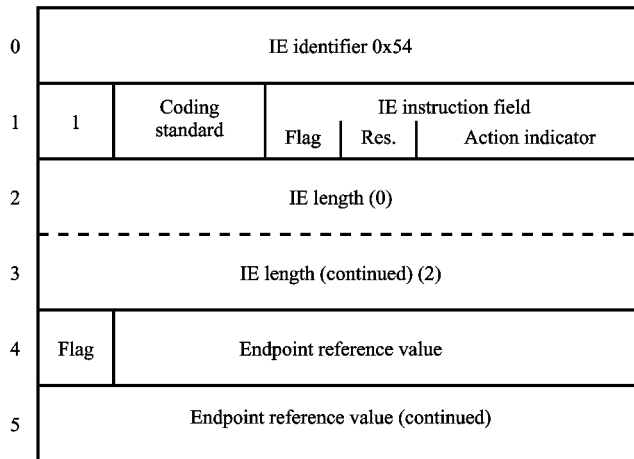 0 IE identifier 0x54
1 1 Coding standard IE instruction field
Flag Res. Action indicator
2 IE length (0)
3 IE length (continued) (2)
4 Flag Endpoint reference value
5 Endpoint reference value (continued)